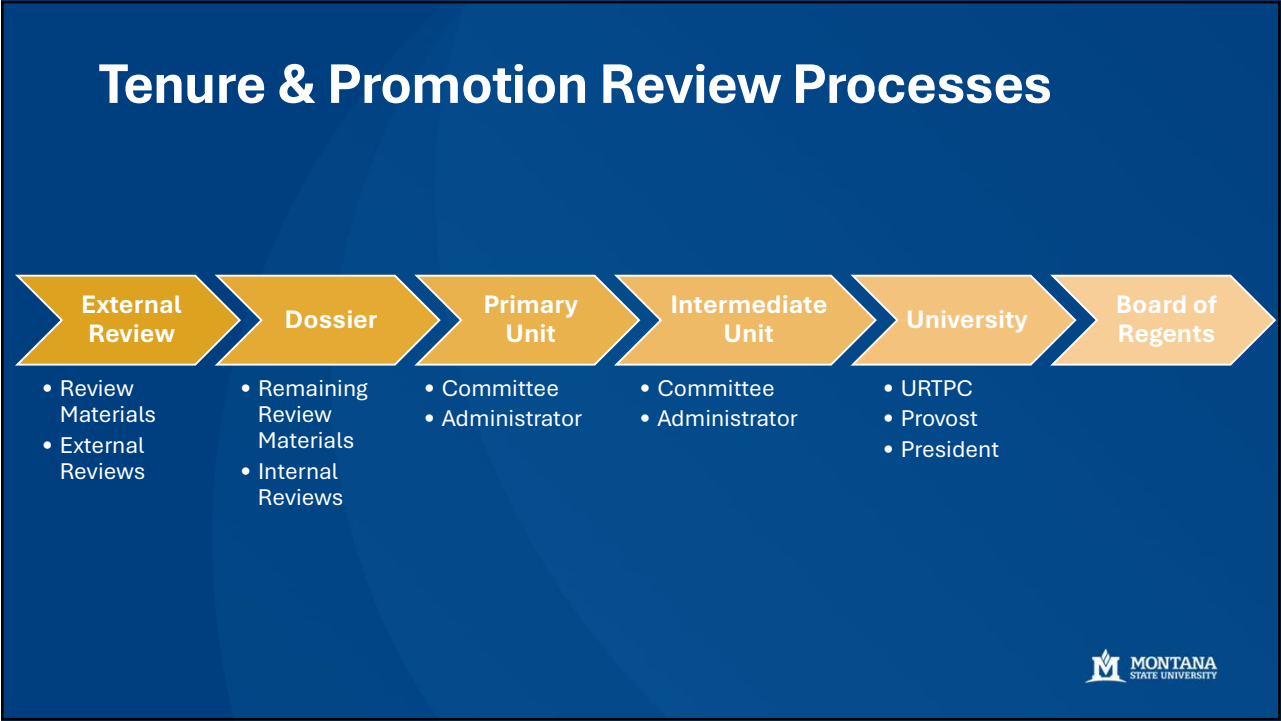 Tenure & Promotion Review Processes
External
Review
• Review
Materials
• External
Reviews
Dossier
• Remaining
Review
Materials
• Internal
Reviews
Primary
Unit
• Committee
• Administrator
Intermediate
Unit
• Committee
• Administrator
University
• URTPC
• Provost
• President
Board of
Regents
M MONTANA
STATE UNIVERSITY